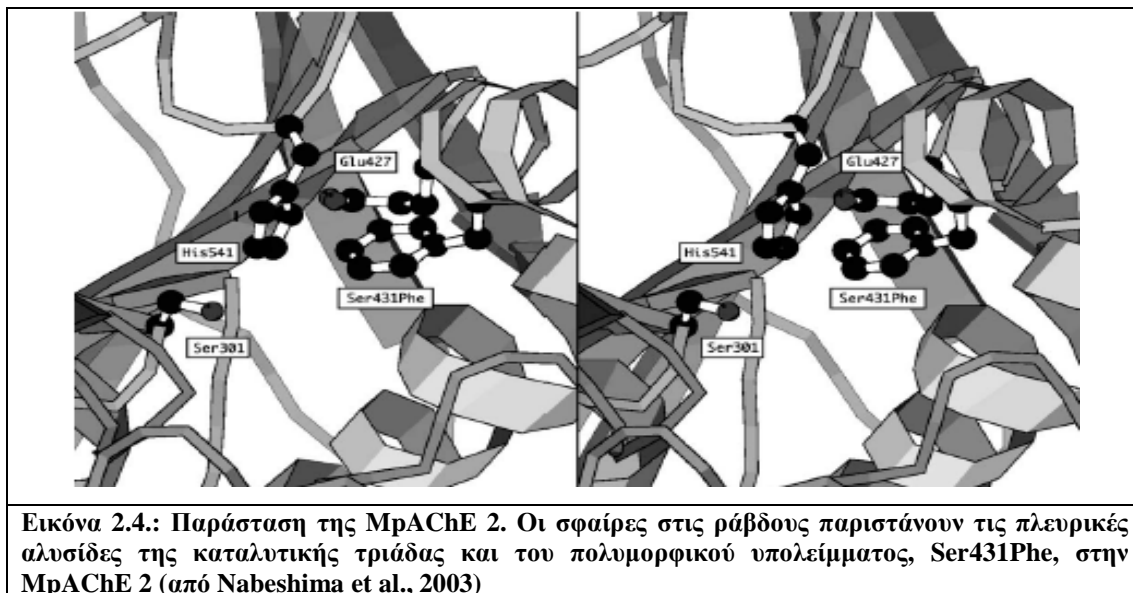 Glu427
His541
Ser431Phe
Ser301
Glu427
His541
Ser431Phe
Ser301
Εικόνα 2.4.: Παράσταση της MpAChE 2. Οι σφαίρες στις ράβδους παριστάνουν τις πλευρικές
αλυσίδες της καταλυτικής τριάδας και του πολυμορφικού υπολείμματος, Ser431Phe, στην
MpAChE 2 (από Nabeshima et al., 2003)